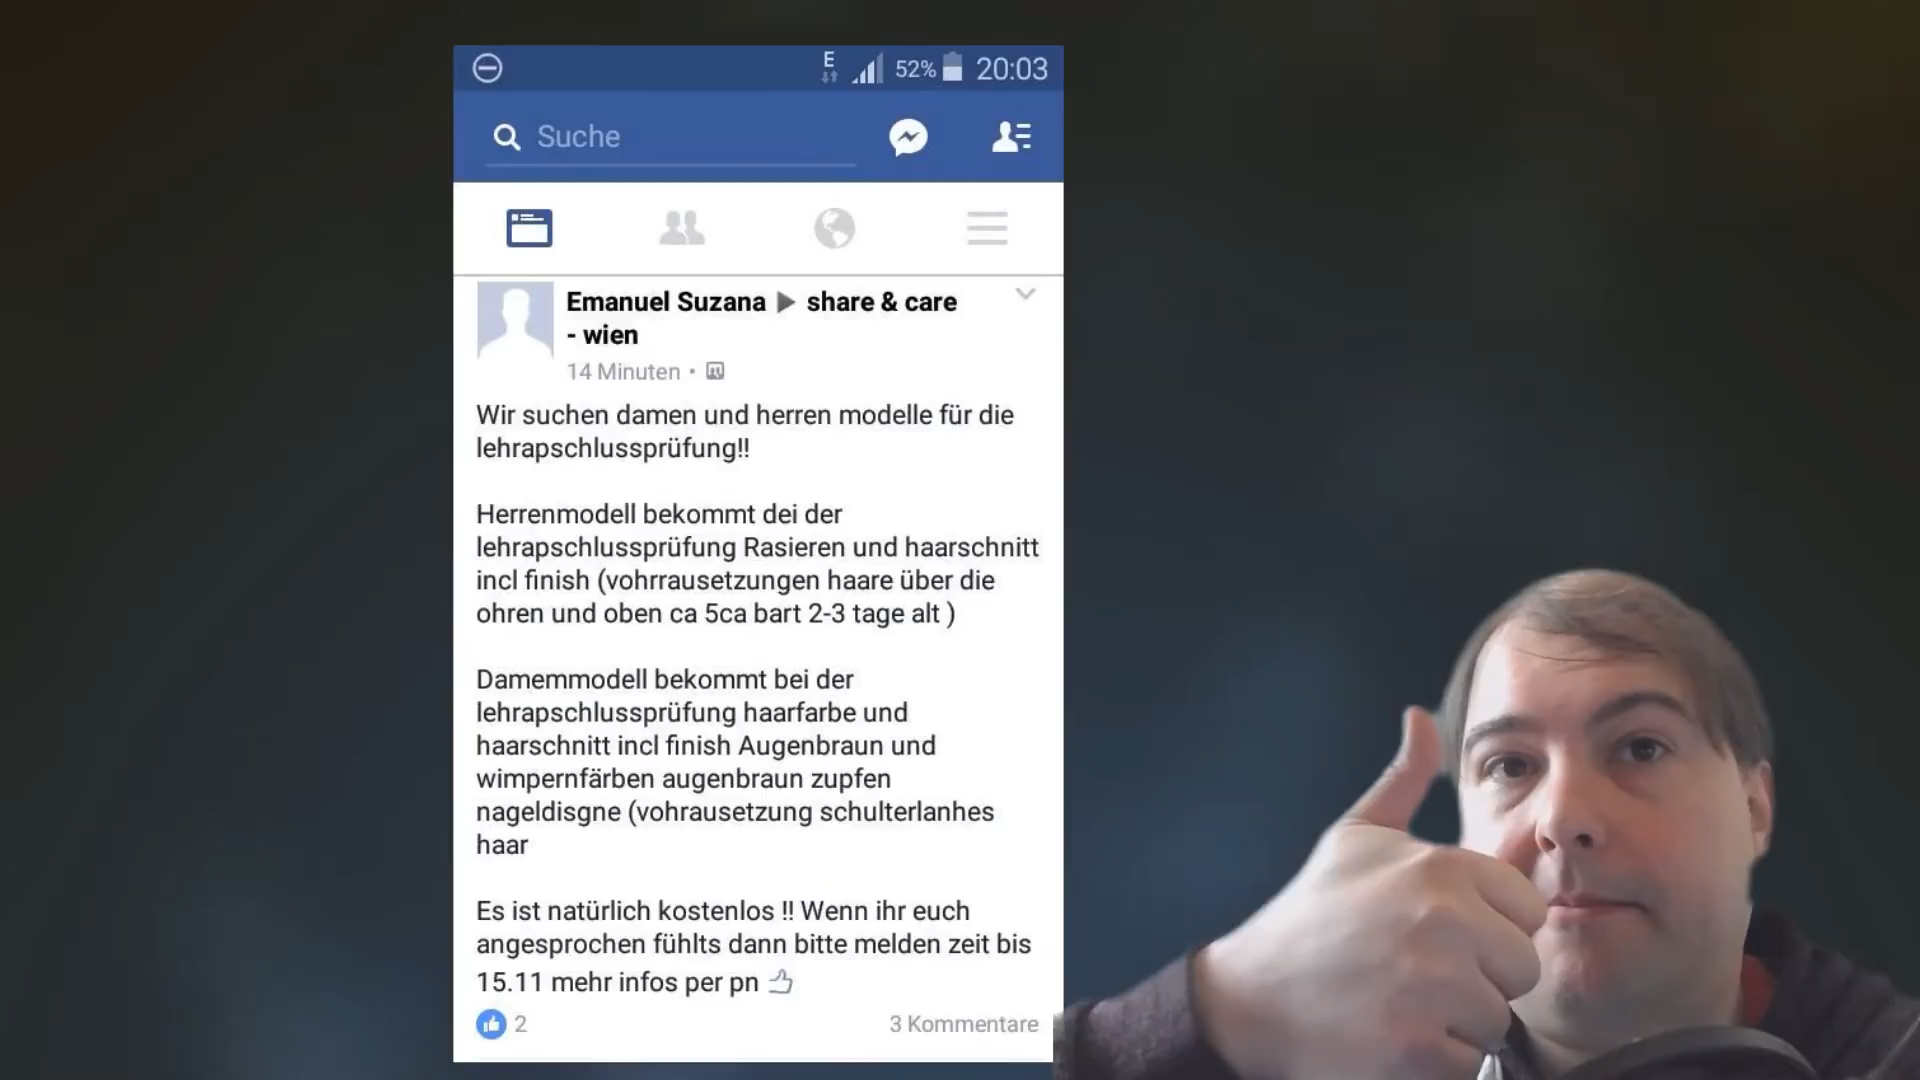 E 52% 20:03
Suche
Emanuel Suzana ▶ share & care
- wien
14 Minuten •
Wir suchen damen und herren modelle für die
lehrapschlussprüfung!!
Herrenmodell bekommt dei der
lehrapschlussprüfung Rasieren und haarschnitt
incl finish (vohrrausetzungen haare über die
ohren und oben ca 5ca bart 2-3 tage alt )
Damemmodell bekommt bei der
lehrapschlussprüfung haarfarbe und
haarschnitt incl finish Augenbraun und
wimpernfärben augenbraun zupfen
nageldisgne (vohrausetzung schulterlanhes
haar
Es ist natürlich kostenlos !! Wenn ihr euch
angesprochen fühlts dann bitte melden zeit bis
15.11 mehr infos per pn
2 3 Kommentare